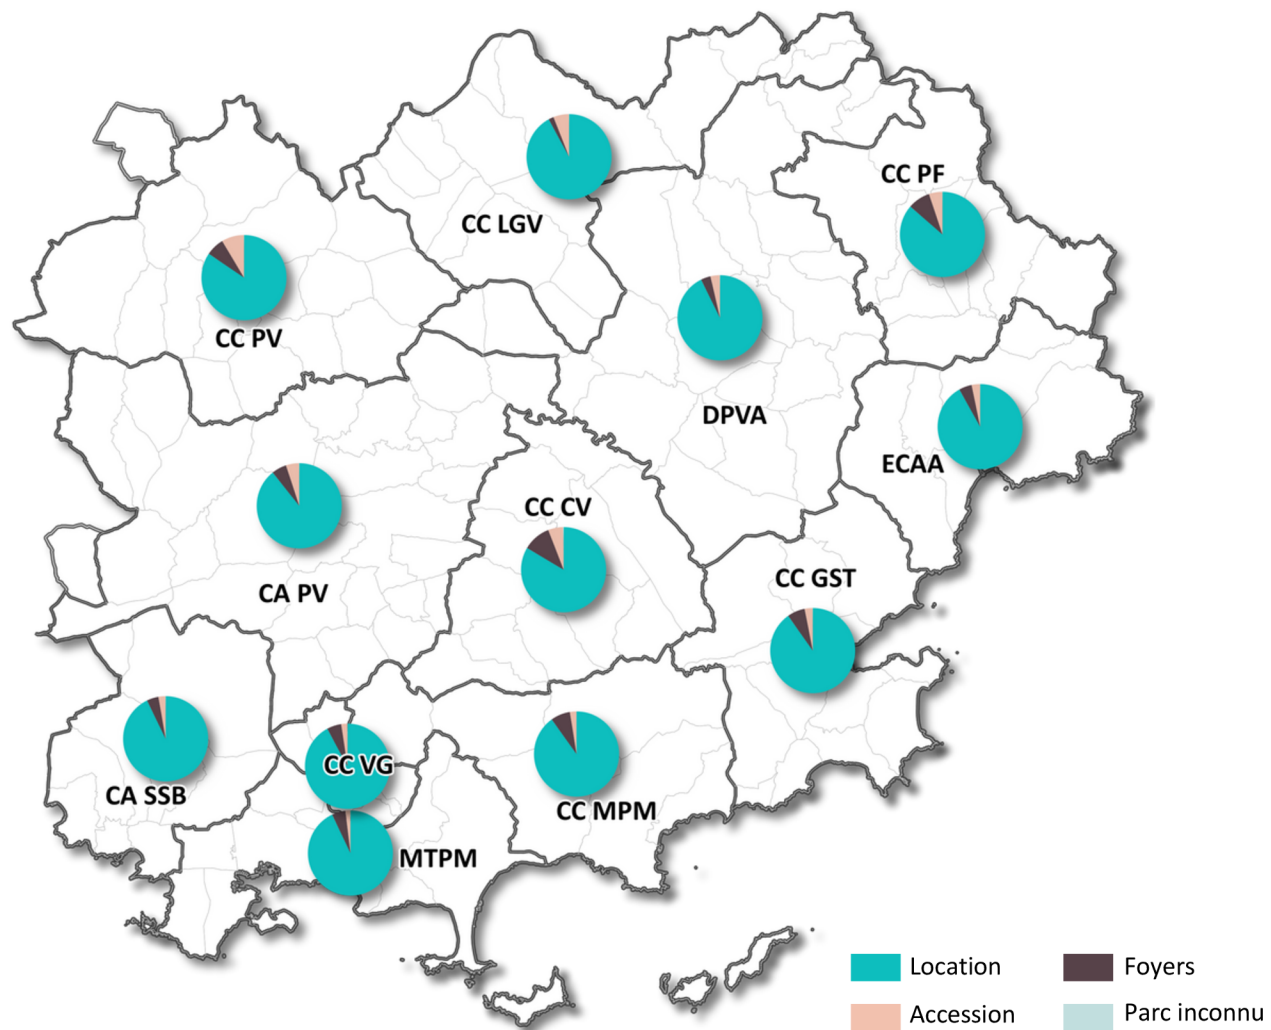 CC PF
CC LGV
CC PV
DPVA
ECAA
CC CV
CC GST
CA PV
CC VG
CA SSB
CC MPM
MTPM
Location
Foyers
Accession
Parc inconnu